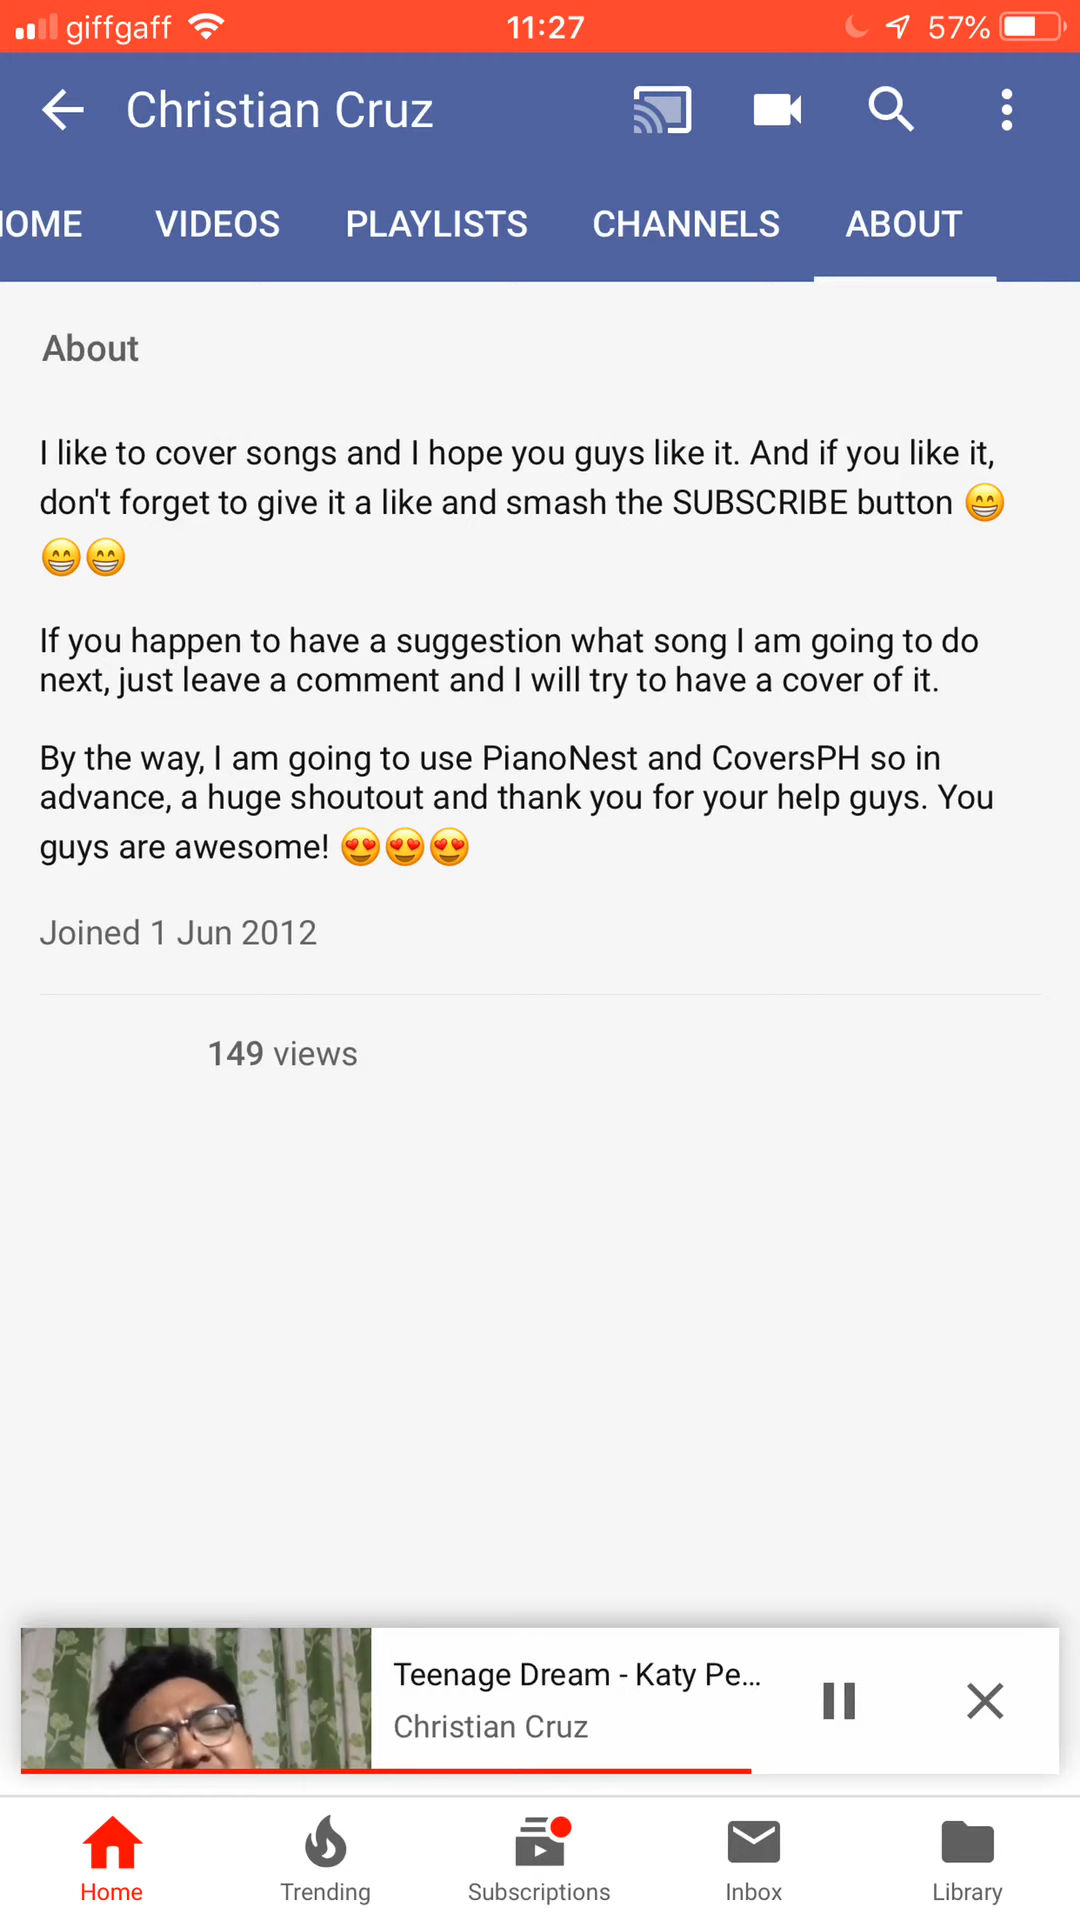 giffgaff 11:27 57%
Christian Cruz
OME VIDEOS PLAYLISTS CHANNELS ABOUT
About
I like to cover songs and I hope you guys like it. And if you like it,
don't forget to give it a like and smash the SUBSCRIBE button 😁
😁😁
If you happen to have a suggestion what song I am going to do
next, just leave a comment and I will try to have a cover of it.
By the way, I am going to use PianoNest and CoversPH so in
advance, a huge shoutout and thank you for your help guys. You
guys are awesome! 😍😍😍
Joined 1 Jun 2012
149 views
Teenage Dream - Katy Pe...
Christian Cruz
Home Trending Subscriptions Inbox Library